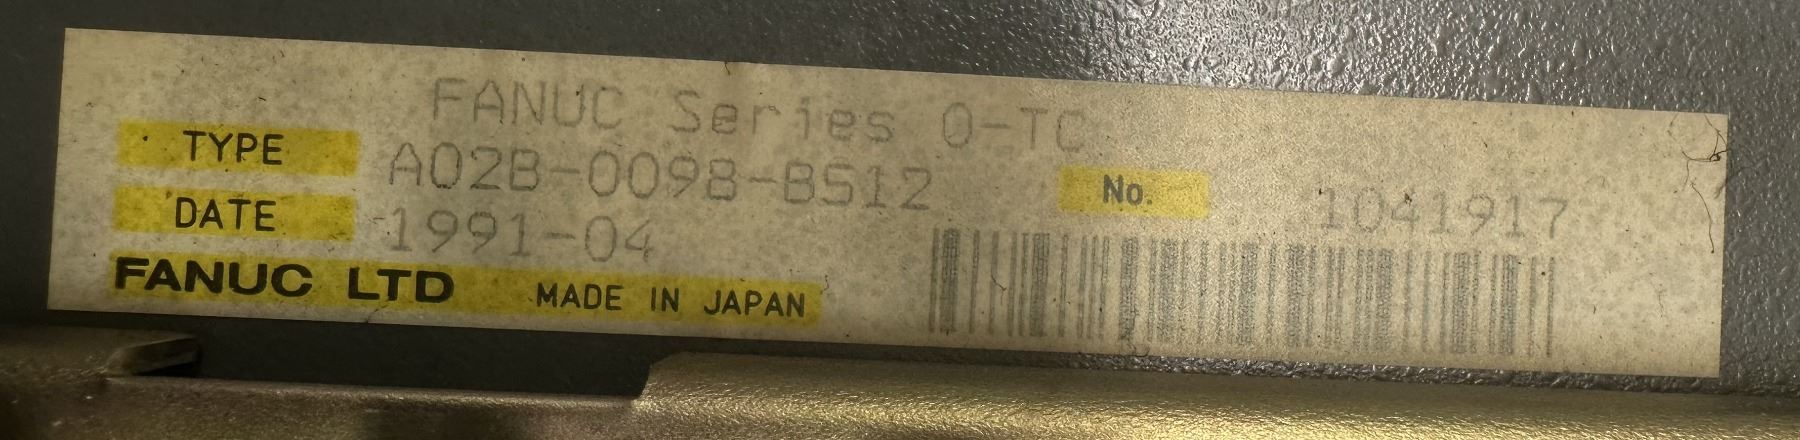 FANUC Series 0-TC
TYPE A02B-0098-B512 No. 1041917
DATE 1991-04
FANUC LTD MADE IN JAPAN